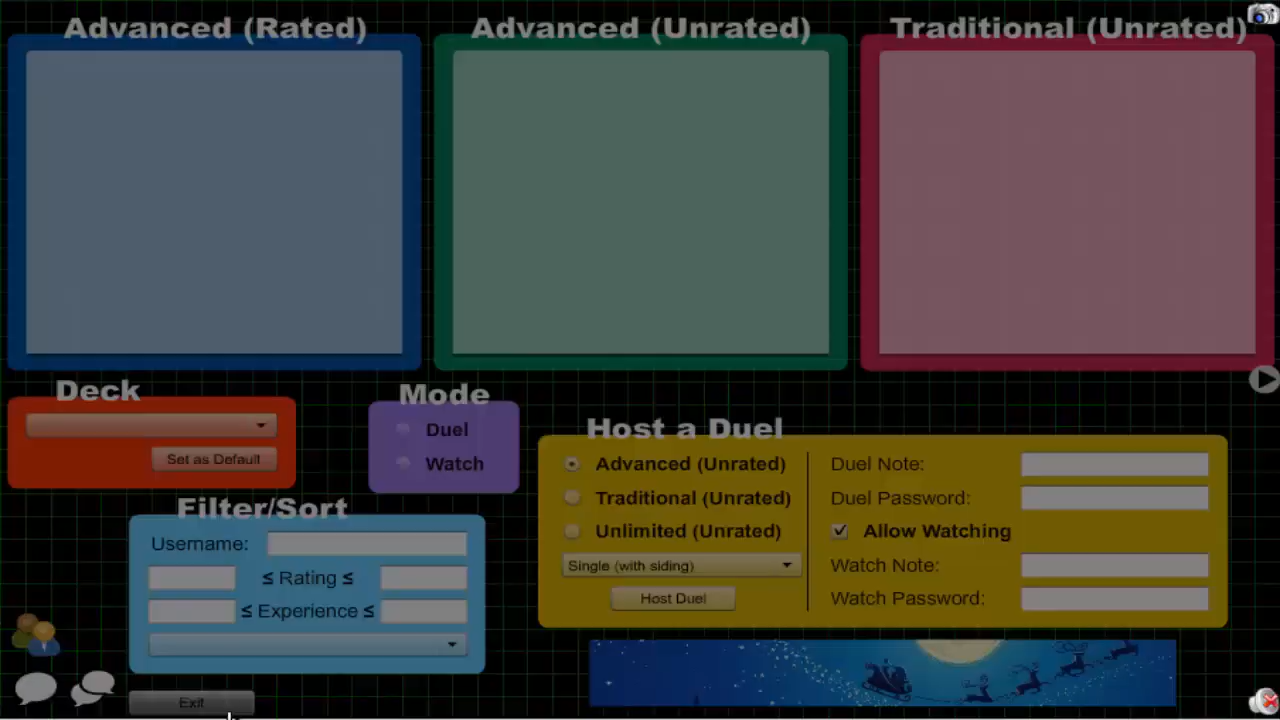 Advanced (Rated)
Advanced (Unrated)
Traditional (Unrated)
Deck
Set as Default
Mode
Duel
Watch
Filter/Sort
Username:
≤ Rating ≤
≤ Experience ≤
Exit
Host a Duel
Advanced (Unrated)
Traditional (Unrated)
Unlimited (Unrated)
Single (with siding)
Host Duel
Duel Note:
Duel Password:
Allow Watching
Watch Note:
Watch Password: